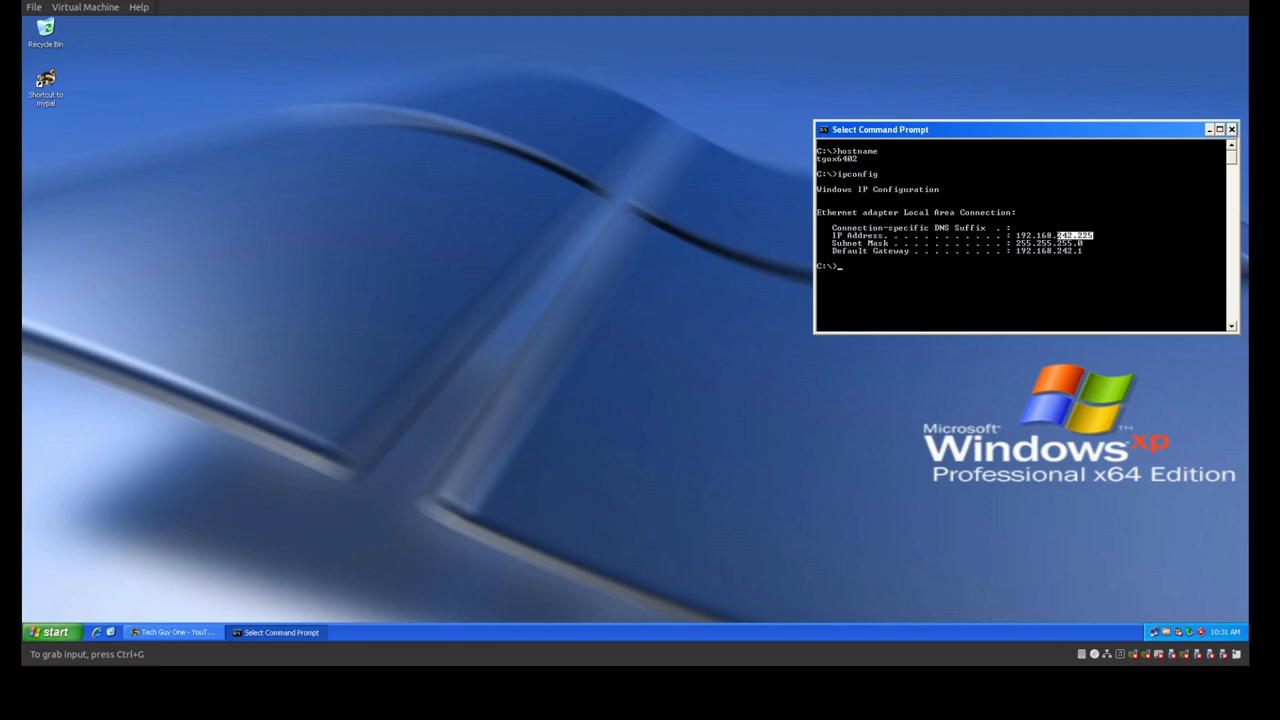 File Virtual Machine Help
Recycle Bin
Shortcut to
mypal
Select Command Prompt
C:\>hostname
tgox6402
C:\>ipconfig
Windows IP Configuration
Ethernet adapter Local Area Connection:
Connection-specific DNS Suffix . :
IP Address. . . . . . . . . . . . : 192.168.242.225
Subnet Mask . . . . . . . . . . . : 255.255.255.0
Default Gateway . . . . . . . . . : 192.168.242.1
C:\>_
Microsoft®
Windows xp™
Professional x64 Edition
start
Tech Guy One - YouT...
Select Command Prompt
10:31 AM
To grab input, press Ctrl+G